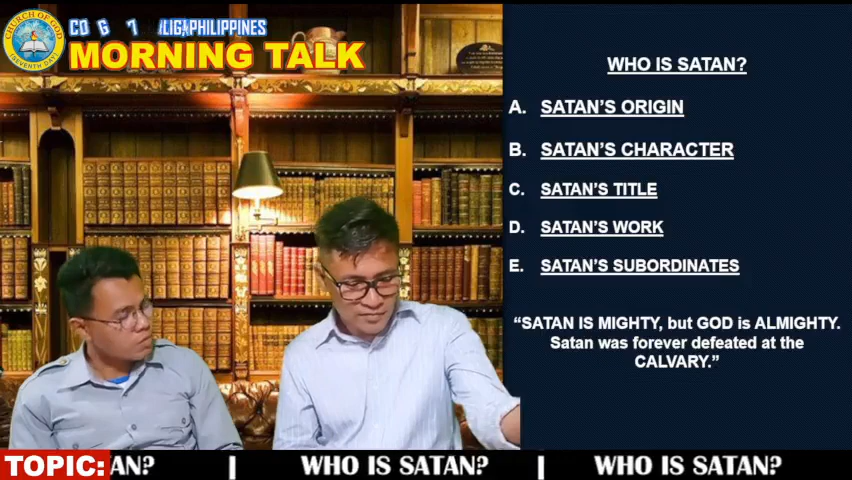 CHURCH OF GOD
(SEVENTH DAY)
PHILIPPINES
MORNING TALK
WHO IS SATAN?
A. SATAN'S ORIGIN
B. SATAN'S CHARACTER
C. SATAN'S TITLE
D. SATAN'S WORK
E. SATAN'S SUBORDINATES
“SATAN IS MIGHTY, but GOD is ALMIGHTY.
Satan was forever defeated at the
CALVARY.”
TOPIC: AN? | WHO IS SATAN? | WHO IS SATAN?